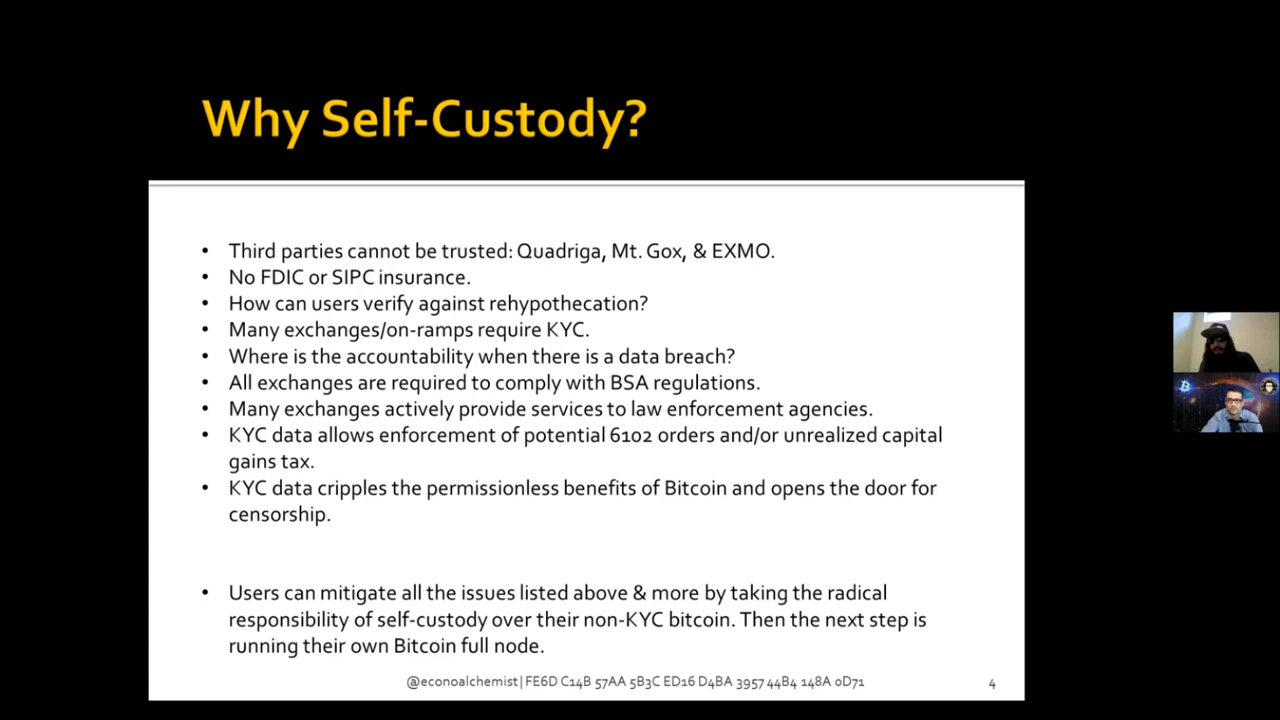 Why Self-Custody?
• Third parties cannot be trusted: Quadriga, Mt. Gox, & EXMO.
• No FDIC or SIPC insurance.
• How can users verify against rehypothecation?
• Many exchanges/on-ramps require KYC.
• Where is the accountability when there is a data breach?
• All exchanges are required to comply with BSA regulations.
• Many exchanges actively provide services to law enforcement agencies.
• KYC data allows enforcement of potential 6102 orders and/or unrealized capital
gains tax.
• KYC data cripples the permissionless benefits of Bitcoin and opens the door for
censorship.
• Users can mitigate all the issues listed above & more by taking the radical
responsibility of self-custody over their non-KYC bitcoin. Then the next step is
running their own Bitcoin full node.
@econoalchemist| FE6D C14B 57AA 5B3C ED16 D4BA 3957 44B4 148A 0D71
4